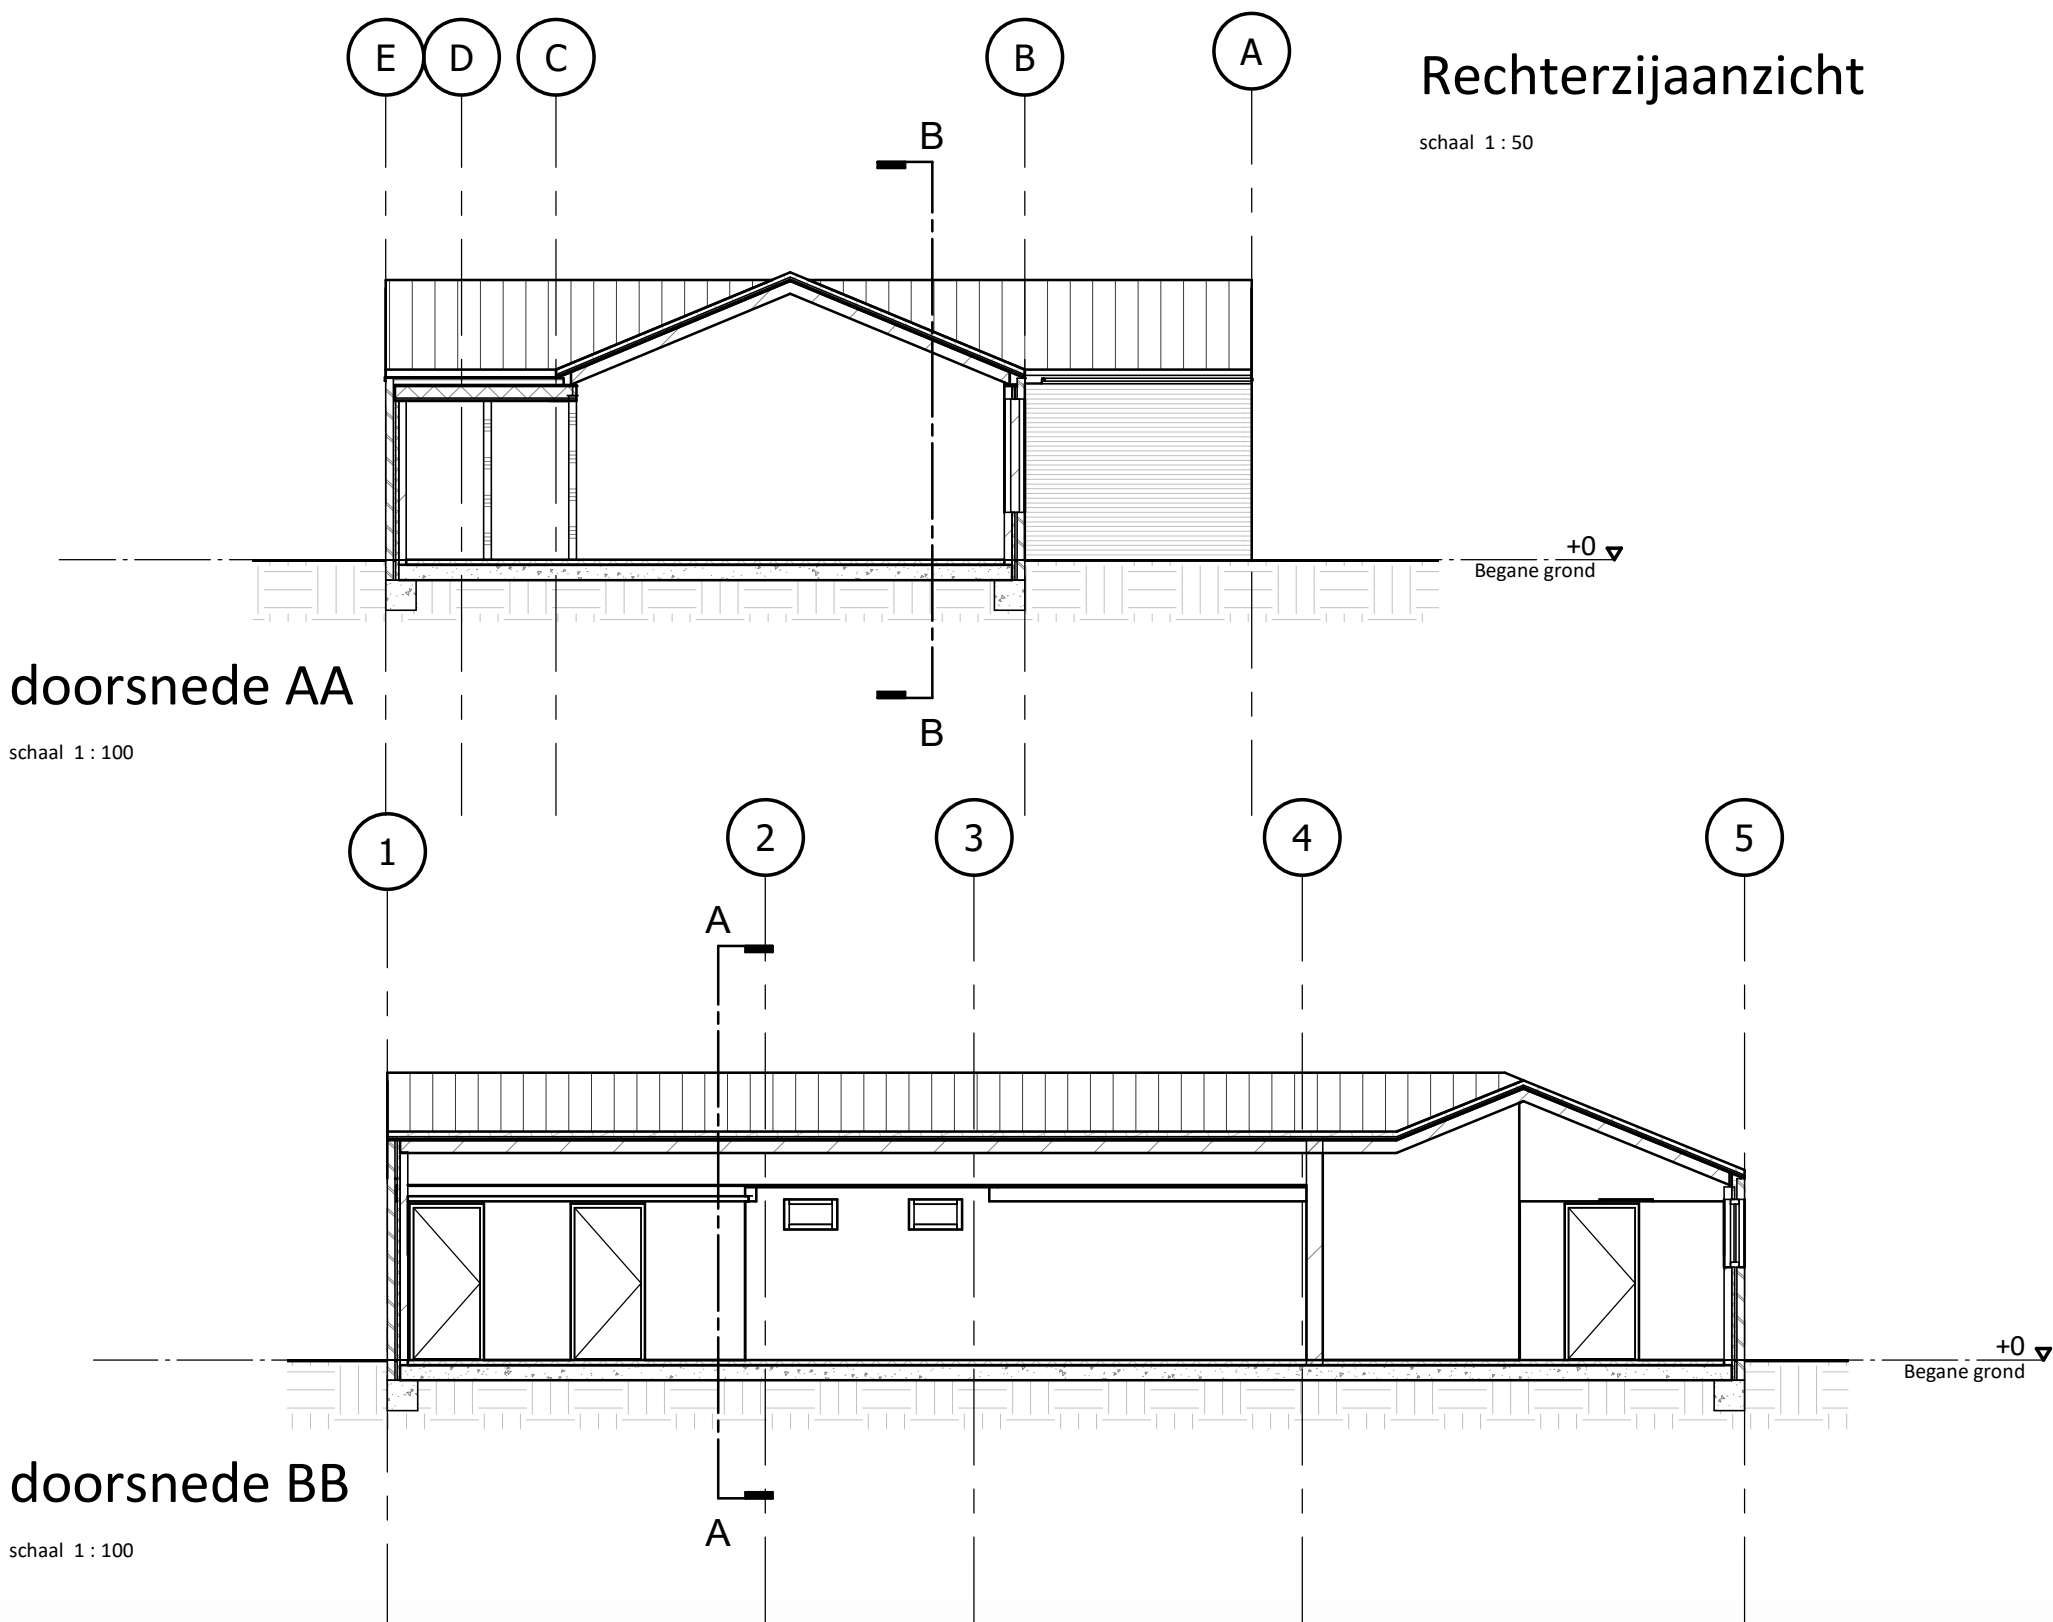 E D C B A
Rechterzijaanzicht
schaal 1 : 50
B
+0
Begane grond
doorsnede AA
schaal 1 : 100
B
1 2 3 4 5
A
+0
Begane grond
doorsnede BB
schaal 1 : 100
A